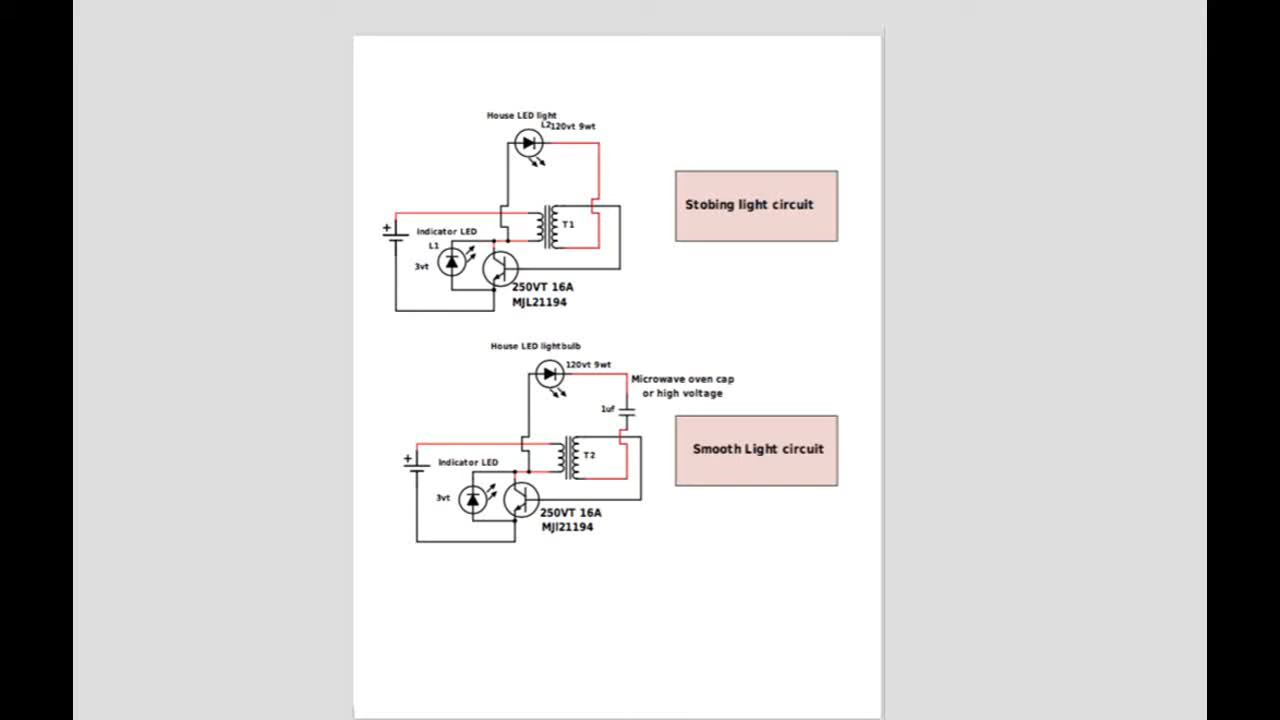 House LED light
L2
120vt 9wt
Stobing light circuit
+
Indicator LED
T1
L1
3vt
250VT 16A
MJL21194
House LED lightbulb
120vt 9wt
Microwave oven cap
or high voltage
1uf
Smooth Light circuit
+
Indicator LED
T2
3vt
250VT 16A
MJl21194